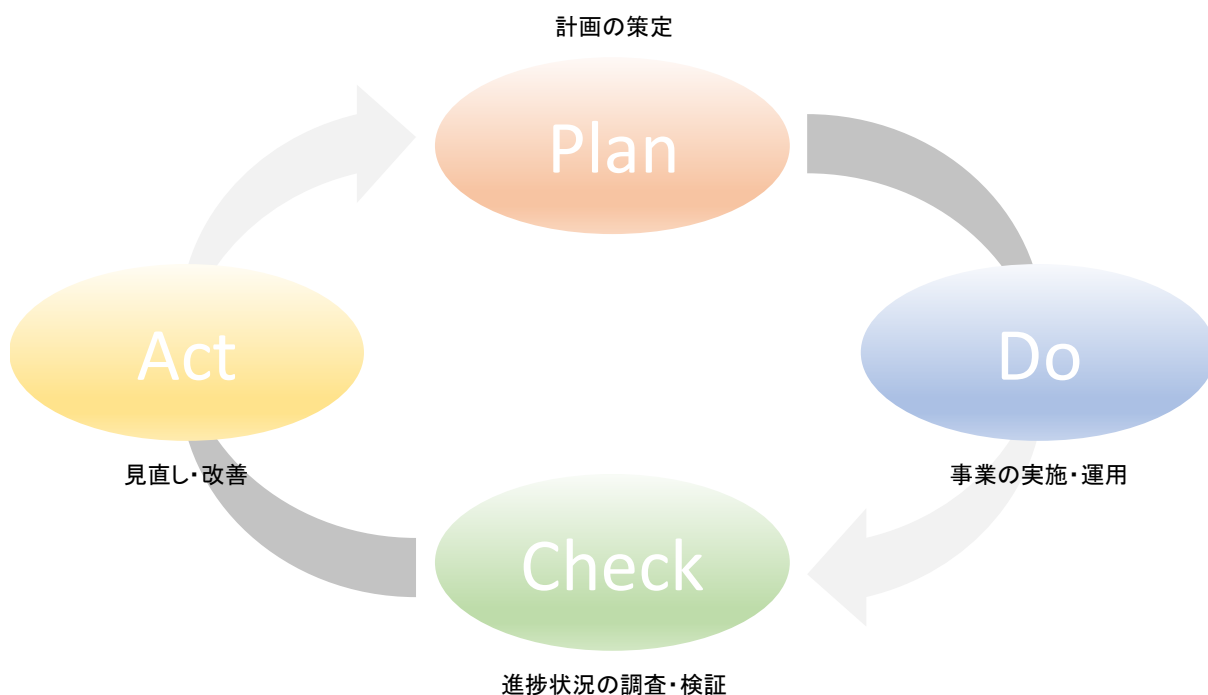 計画の策定
Plan
Act
Do
見直し・改善
事業の実施・運用
Check
進捗状況の調査・検証